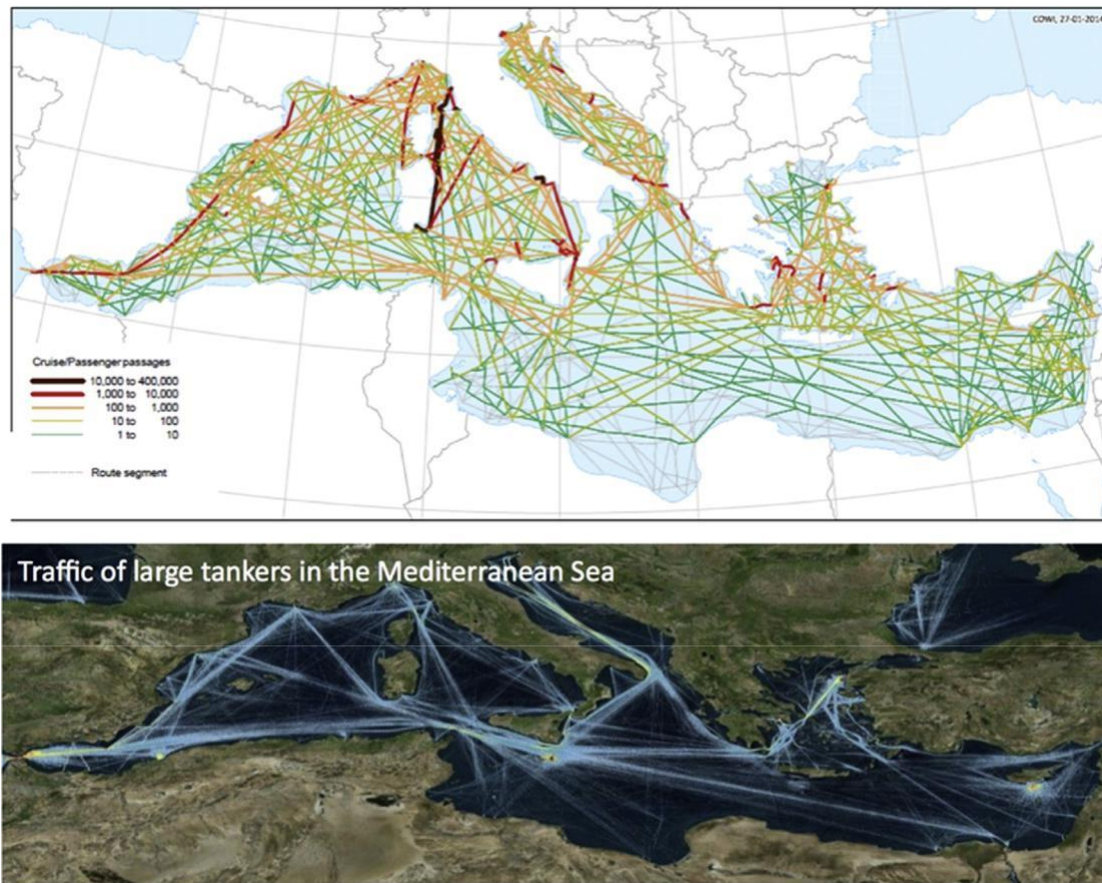 COWI, 27-01-2014
Cruise/Passenger passages
10,000 to 400,000
1,000 to 10,000
100 to 1,000
10 to 100
1 to 10
Route segment
Traffic of large tankers in the Mediterranean Sea